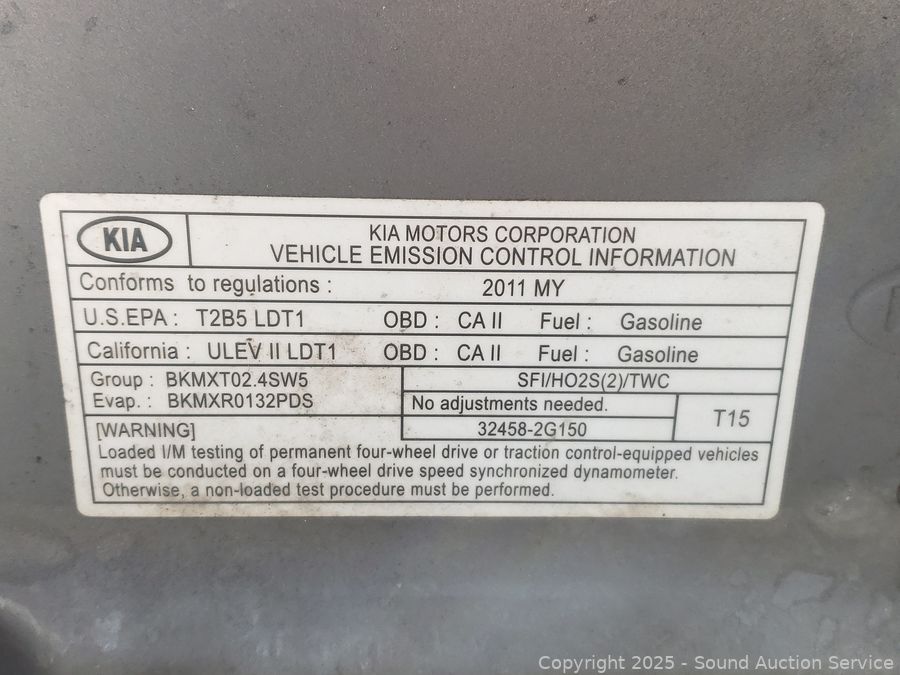 KIA
KIA MOTORS CORPORATION
VEHICLE EMISSION CONTROL INFORMATION
Conforms to regulations : 2011 MY
U.S.EPA : T2B5 LDT1 OBD : CA II Fuel : Gasoline
California : ULEV II LDT1 OBD : CA II Fuel : Gasoline
Group : BKMXT02.4SW5
Evap. : BKMXR0132PDS
SFI/HO2S(2)/TWC
No adjustments needed.
32458-2G150
T15
[WARNING]
Loaded I/M testing of permanent four-wheel drive or traction control-equipped vehicles
must be conducted on a four-wheel drive speed synchronized dynamometer.
Otherwise, a non-loaded test procedure must be performed.
Copyright 2025 - Sound Auction Service